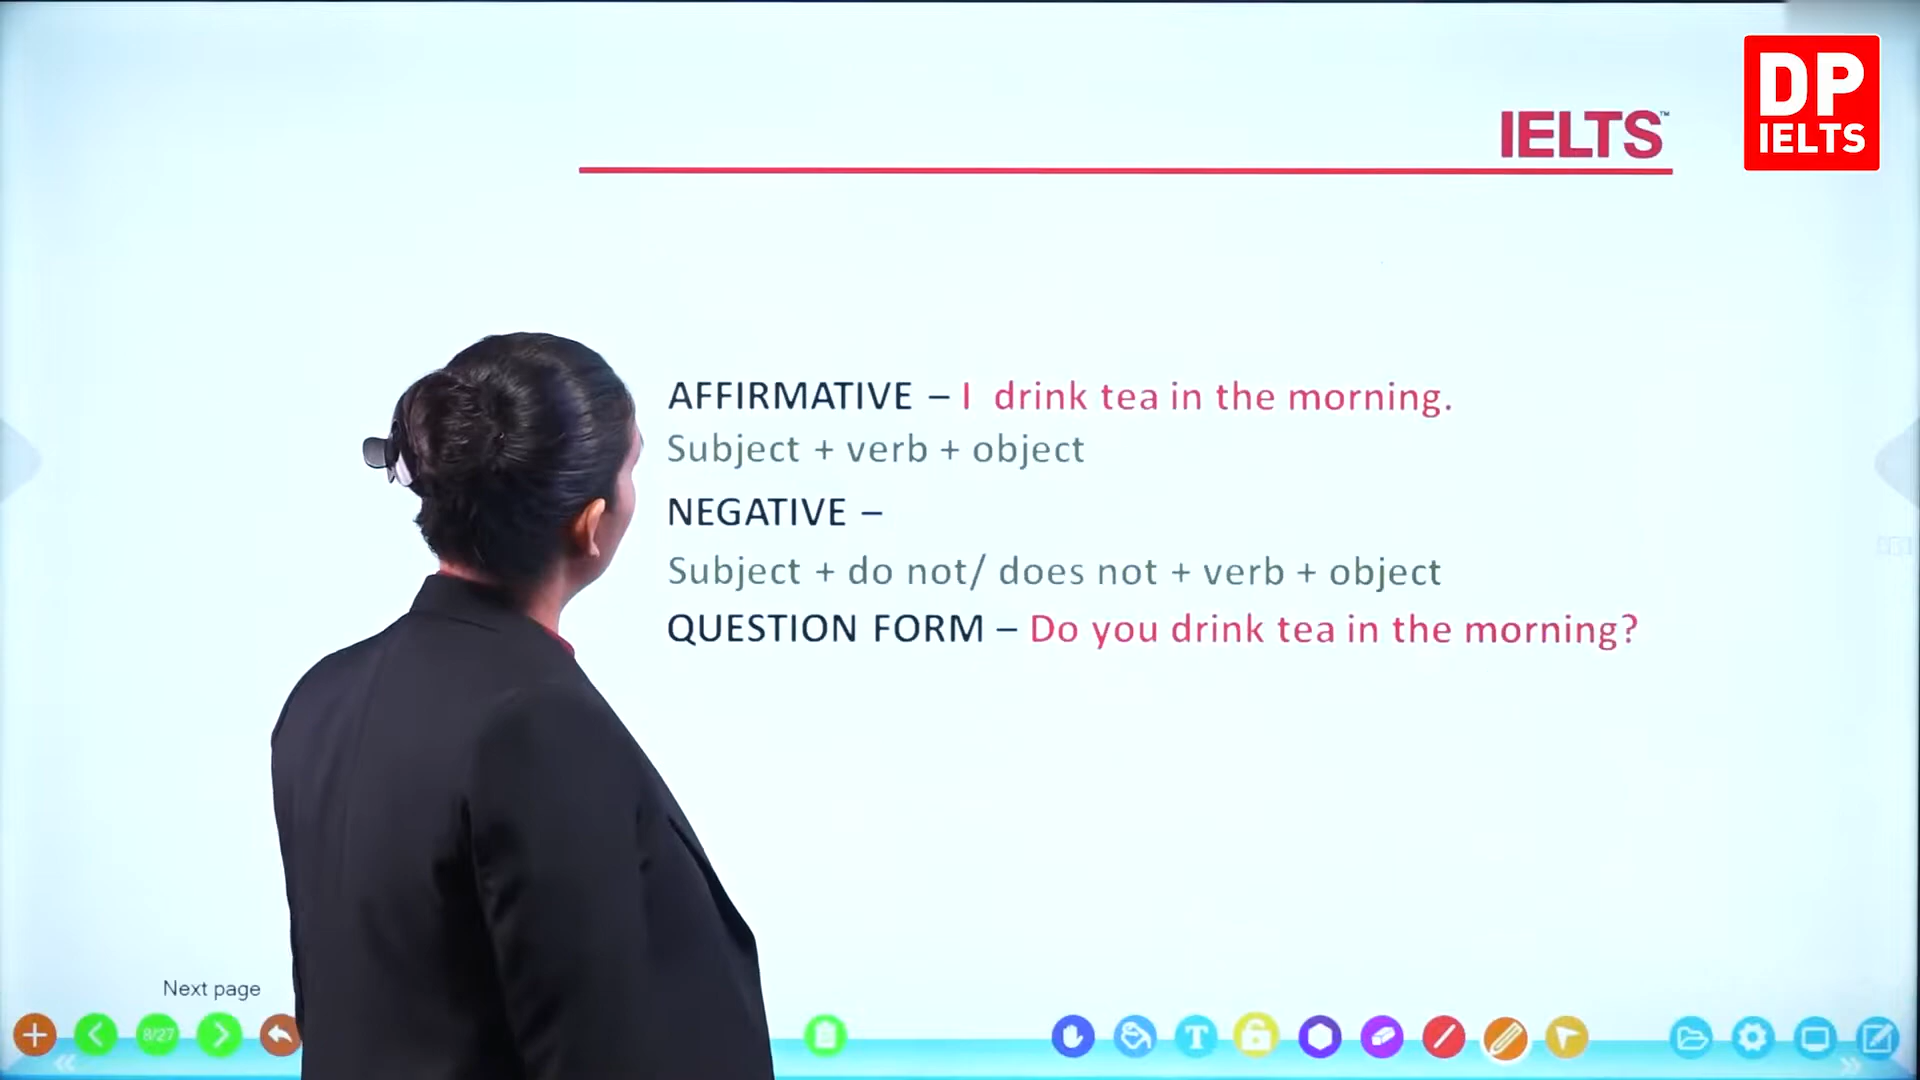 DP
IELTS
IELTS™
AFFIRMATIVE – I drink tea in the morning.
Subject + verb + object
NEGATIVE –
Subject + do not/ does not + verb + object
QUESTION FORM – Do you drink tea in the morning?
Next page
8/27
T